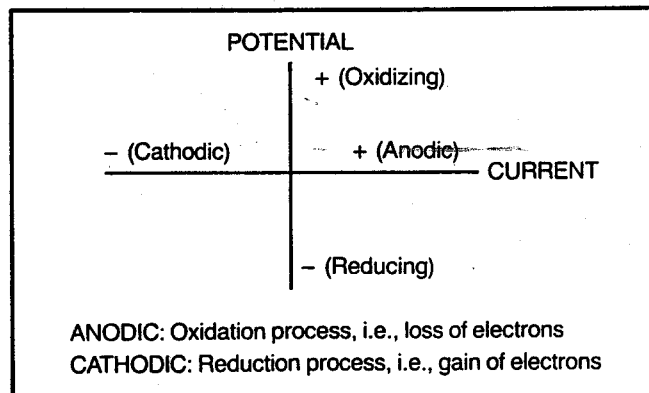 POTENTIAL
+ (Oxidizing)
− (Cathodic)
+ (Anodic)
CURRENT
− (Reducing)
ANODIC: Oxidation process, i.e., loss of electrons
CATHODIC: Reduction process, i.e., gain of electrons